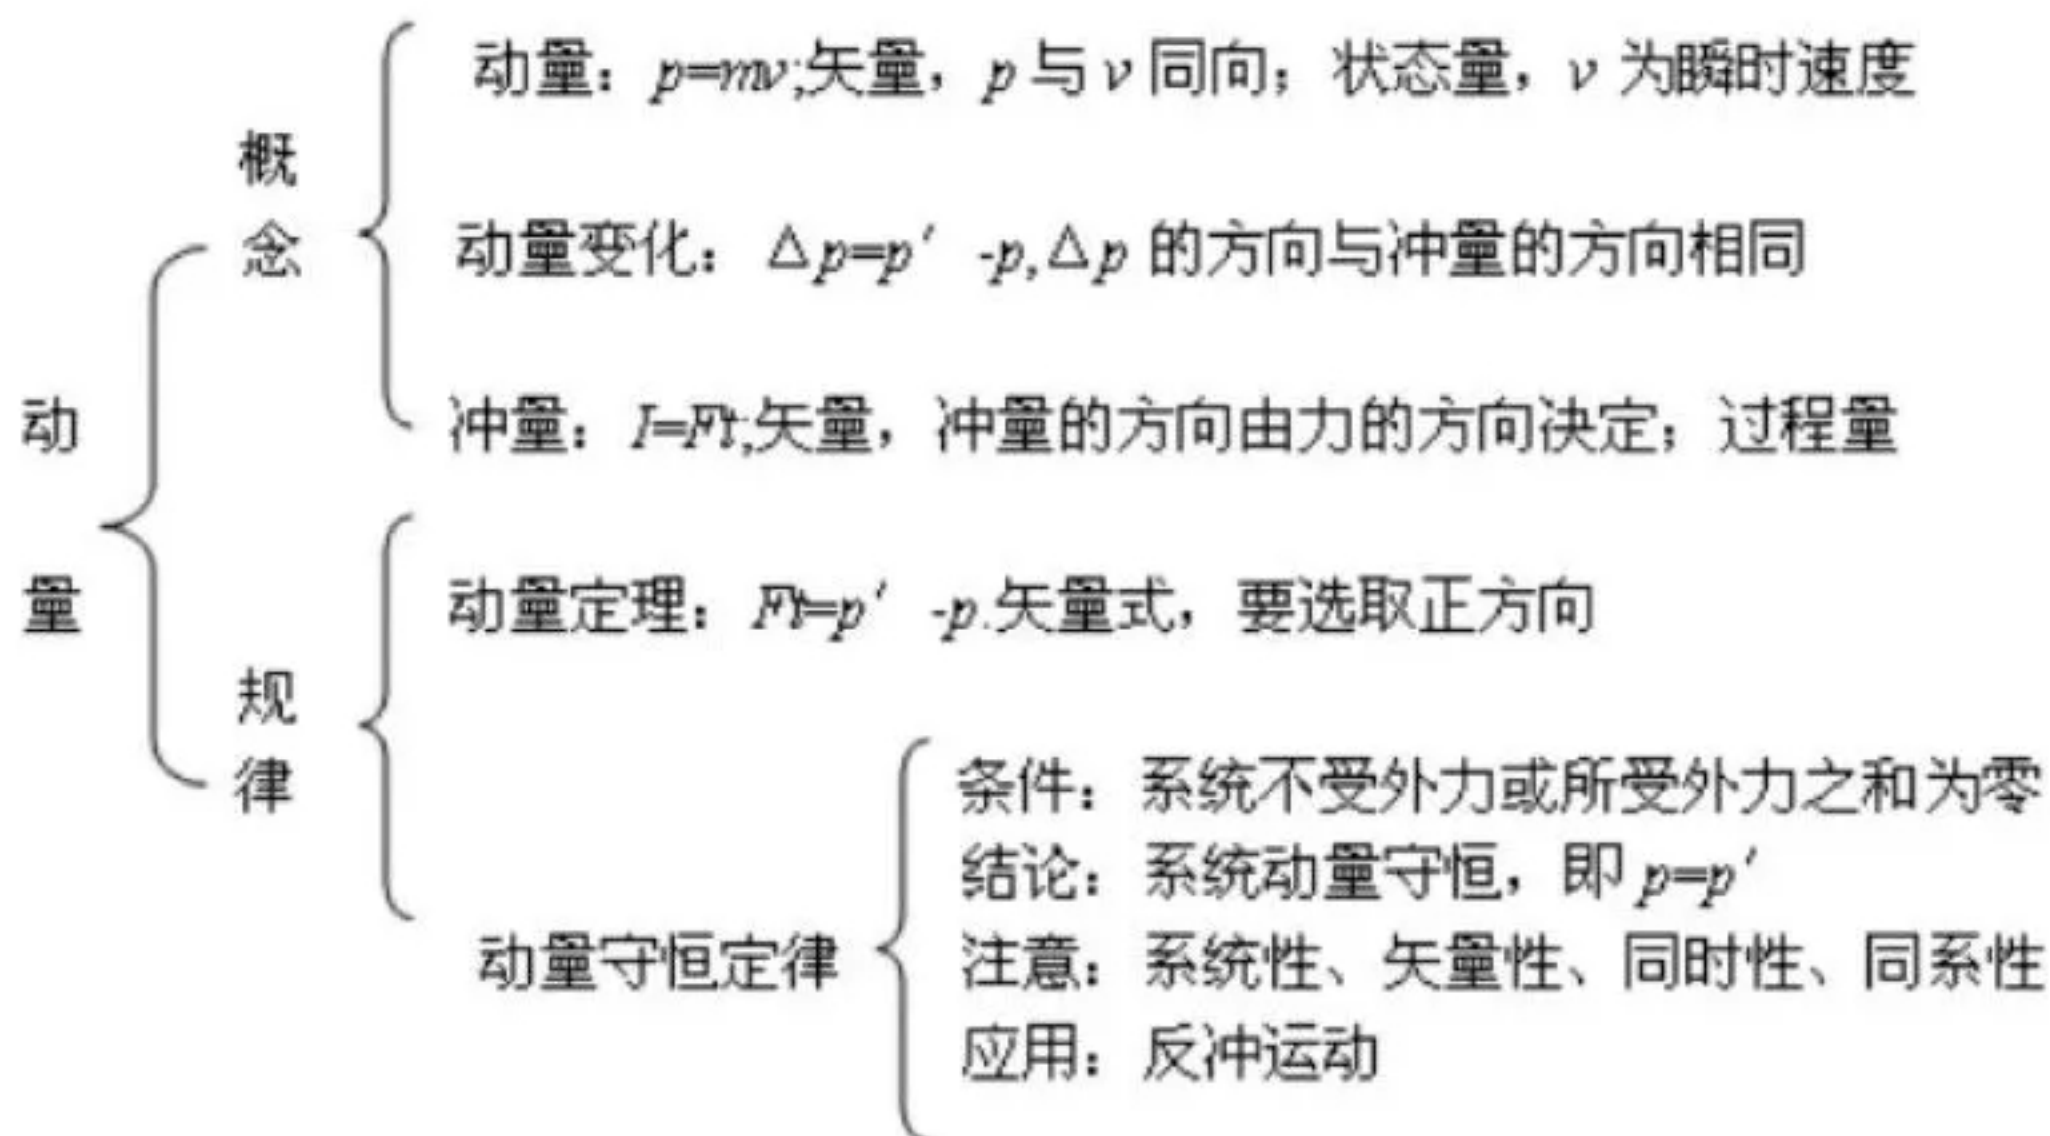 动量
概念
动量：p=mv;矢量，p与v同向；状态量，v为瞬时速度
动量变化：△p=p′ -p,△p的方向与冲量的方向相同
冲量：I=Ft;矢量，冲量的方向由力的方向决定；过程量
规律
动量定理：Ft=p′ -p.矢量式，要选取正方向
动量守恒定律
条件：系统不受外力或所受外力之和为零
结论：系统动量守恒，即p=p′
注意：系统性、矢量性、同时性、同系性
应用：反冲运动